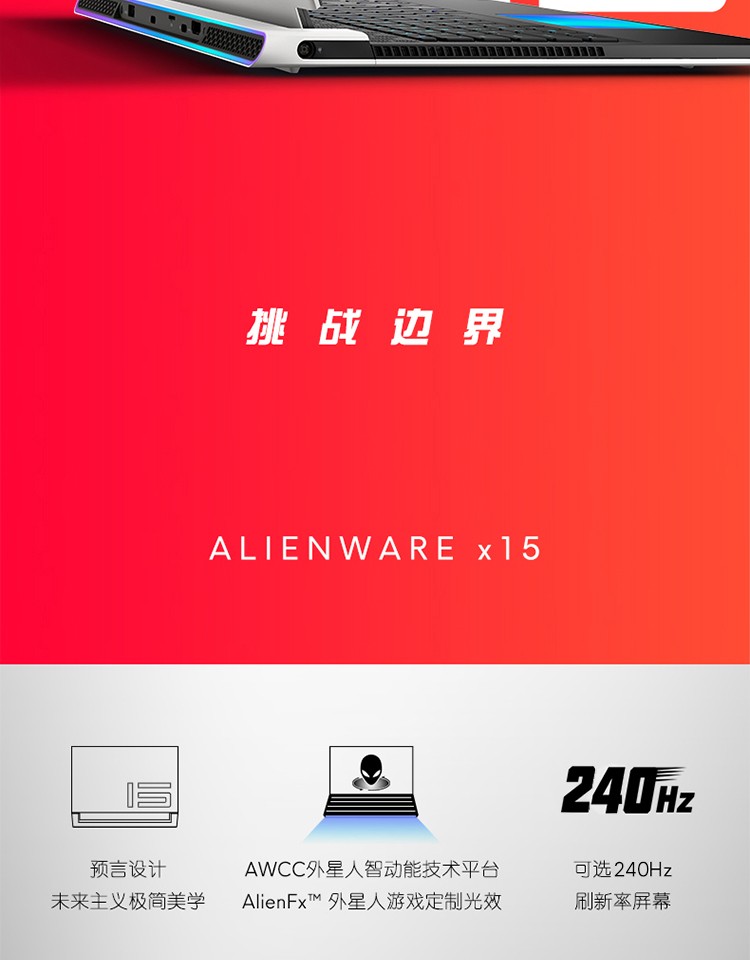 挑战边界
ALIENWARE x15
15
240Hz
预言设计
未来主义极简美学
AWCC外星人智动能技术平台
AlienFx™ 外星人游戏定制光效
可选240Hz
刷新率屏幕